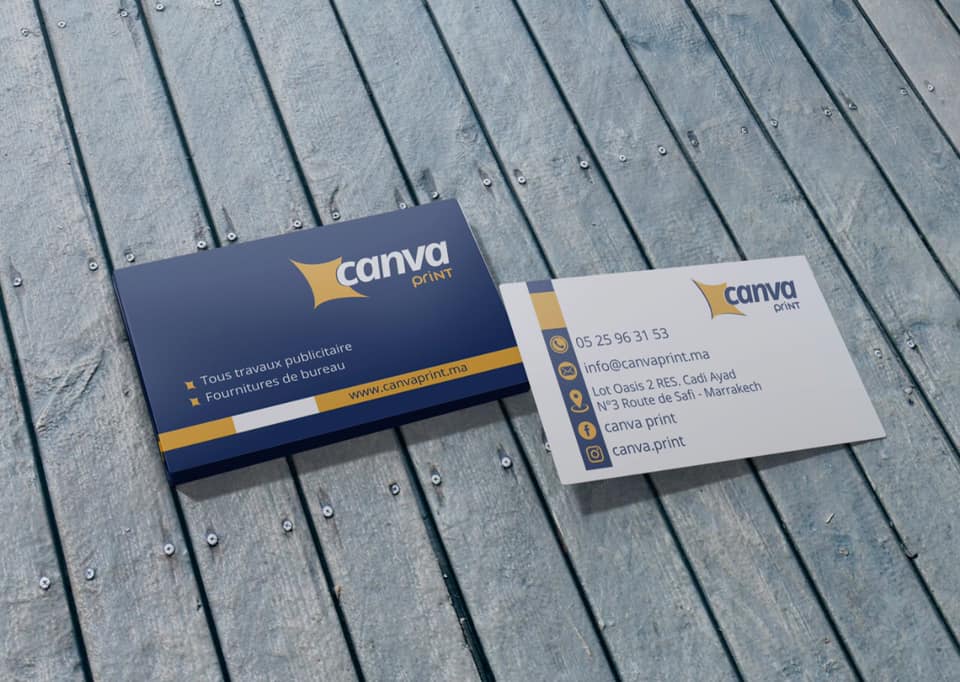 canva
print
Tous travaux publicitaire
Fournitures de bureau
www.canvaprint.ma
canva
print
05 25 96 31 53
Info@canvaprint.ma
Lot Oasis 2 RES. Cadi Ayad
N°3 Route de Safi - Marrakech
canva print
canva.print